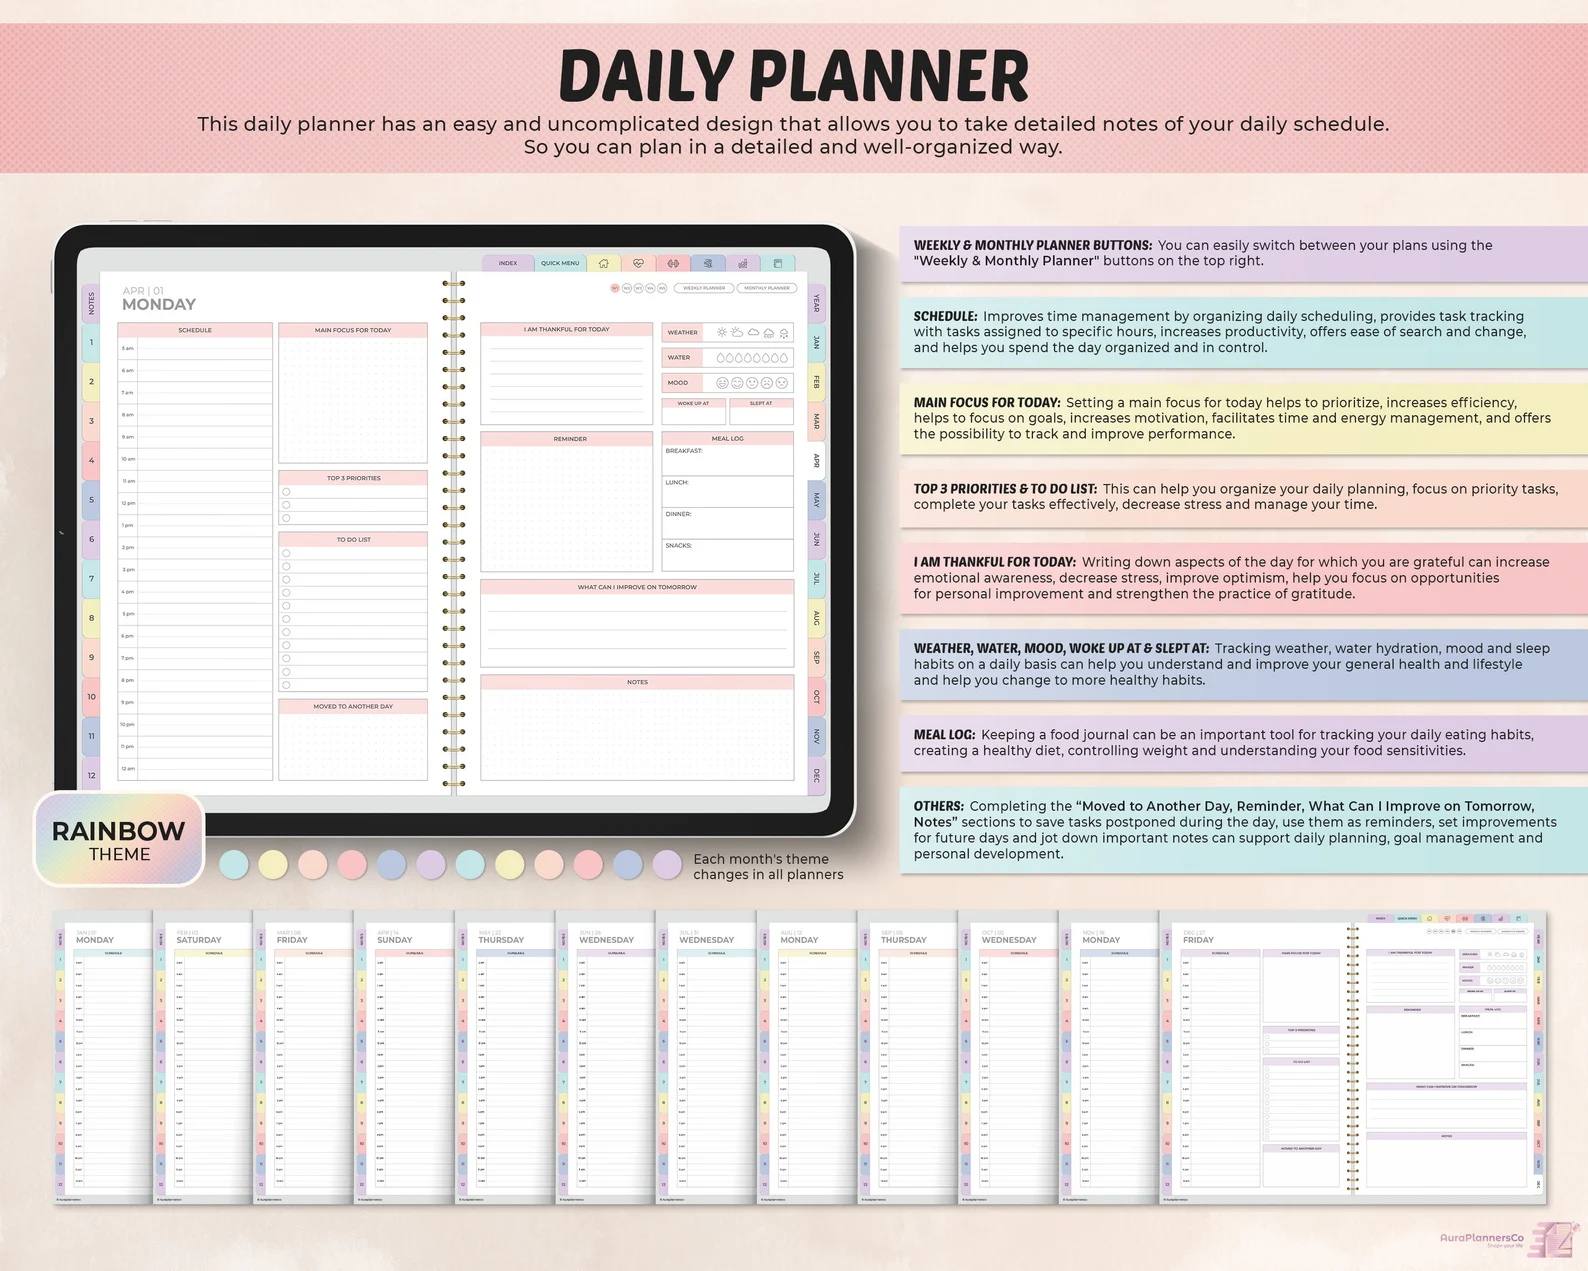 DAILY PLANNER
This daily planner has an easy and uncomplicated design that allows you to take detailed notes of your daily schedule.
So you can plan in a detailed and well-organized way.
INDEX
QUICK MENU
APR | 01
MONDAY
WEEKLY PLANNER
MONTHLY PLANNER
NOTES
1
2
3
4
5
6
7
8
9
10
11
12
SCHEDULE
5 am
6 am
7 am
8 am
9 am
10 am
11 am
12 pm
1 pm
2 pm
3 pm
4 pm
5 pm
6 pm
7 pm
8 pm
9 pm
10 pm
11 pm
12 am
MAIN FOCUS FOR TODAY
TOP 3 PRIORITIES
TO DO LIST
MOVED TO ANOTHER DAY
I AM THANKFUL FOR TODAY
WEATHER
WATER
MOOD
WOKE UP AT
SLEPT AT
REMINDER
MEAL LOG
BREAKFAST:
LUNCH:
DINNER:
SNACKS:
WHAT CAN I IMPROVE ON TOMORROW
NOTES
YEAR
JAN
FEB
MAR
APR
MAY
JUN
JUL
AUG
SEP
OCT
NOV
DEC
WEEKLY & MONTHLY PLANNER BUTTONS: You can easily switch between your plans using the
"Weekly & Monthly Planner" buttons on the top right.
SCHEDULE: Improves time management by organizing daily scheduling, provides task tracking
with tasks assigned to specific hours, increases productivity, offers ease of search and change,
and helps you spend the day organized and in control.
MAIN FOCUS FOR TODAY: Setting a main focus for today helps to prioritize, increases efficiency,
helps to focus on goals, increases motivation, facilitates time and energy management, and offers
the possibility to track and improve performance.
TOP 3 PRIORITIES & TO DO LIST: This can help you organize your daily planning, focus on priority tasks,
complete your tasks effectively, decrease stress and manage your time.
I AM THANKFUL FOR TODAY: Writing down aspects of the day for which you are grateful can increase
emotional awareness, decrease stress, improve optimism, help you focus on opportunities
for personal improvement and strengthen the practice of gratitude.
WEATHER, WATER, MOOD, WOKE UP AT & SLEPT AT: Tracking weather, water hydration, mood and sleep
habits on a daily basis can help you understand and improve your general health and lifestyle
and help you change to more healthy habits.
MEAL LOG: Keeping a food journal can be an important tool for tracking your daily eating habits,
creating a healthy diet, controlling weight and understanding your food sensitivities.
OTHERS: Completing the “Moved to Another Day, Reminder, What Can I Improve on Tomorrow,
Notes” sections to save tasks postponed during the day, use them as reminders, set improvements
for future days and jot down important notes can support daily planning, goal management and
personal development.
RAINBOW
THEME
Each month's theme
changes in all planners
MONDAY
SATURDAY
FRIDAY
SUNDAY
THURSDAY
WEDNESDAY
WEDNESDAY
MONDAY
THURSDAY
WEDNESDAY
MONDAY
DEC | 27
FRIDAY
AuraPlannersCo
Shape your life